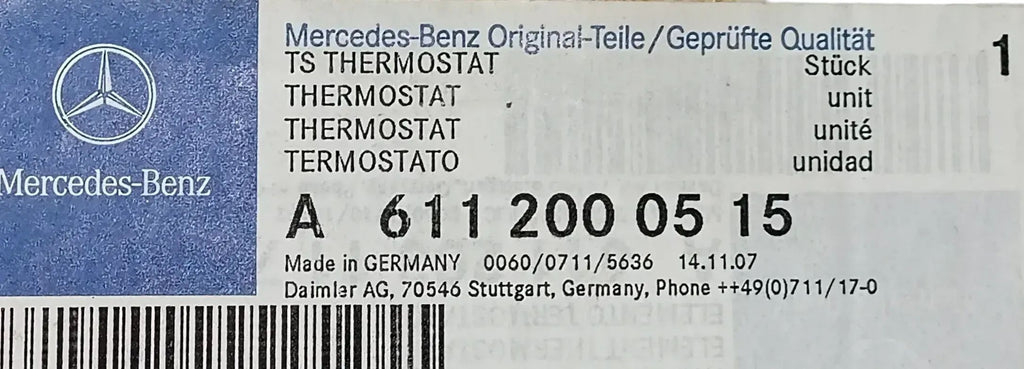 Mercedes-Benz
Mercedes-Benz Original-Teile/Geprüfte Qualität
TS THERMOSTAT Stück 1
THERMOSTAT unit
THERMOSTAT unité
TERMOSTATO unidad
A 611 200 05 15
Made in GERMANY 0060/0711/5636 14.11.07
Daimler AG, 70546 Stuttgart, Germany, Phone ++49(0)711/17-0